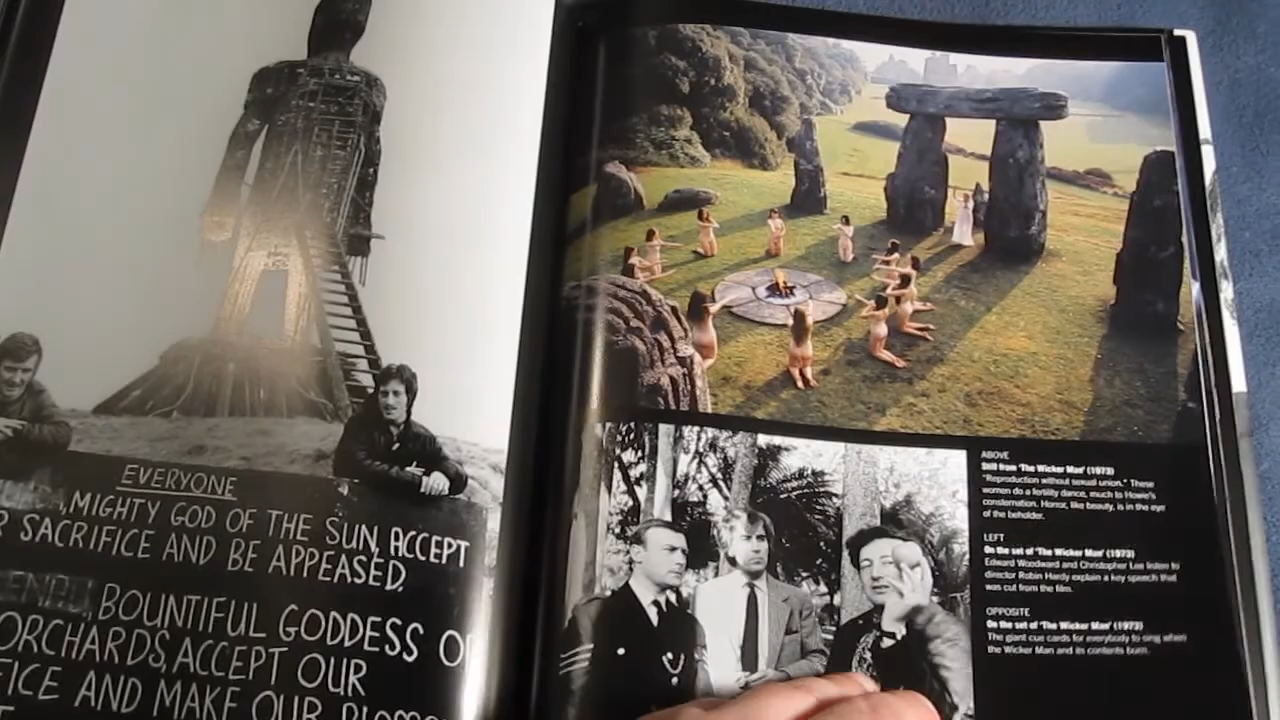 EVERYONE
, MIGHTY GOD OF THE SUN, ACCEPT
SACRIFICE AND BE APPEASED.
BOUNTIFUL GODDESS
ORCHARDS, ACCEPT OUR
AND MAKE OUR
ABOVE
Still from 'The Wicker Man' (1973)
"Reproduction without sexual union." These
women do a fertility dance, much to Howie's
consternation. Horror, like beauty, is in the eye
of the beholder.
LEFT
On the set of 'The Wicker Man' (1973)
Edward Woodward and Christopher Lee listen to
director Robin Hardy explain a key speech that
was cut from the film.
OPPOSITE
On the set of 'The Wicker Man' (1973)
The giant cue cards for everybody to sing when
the Wicker Man and its contents burn.